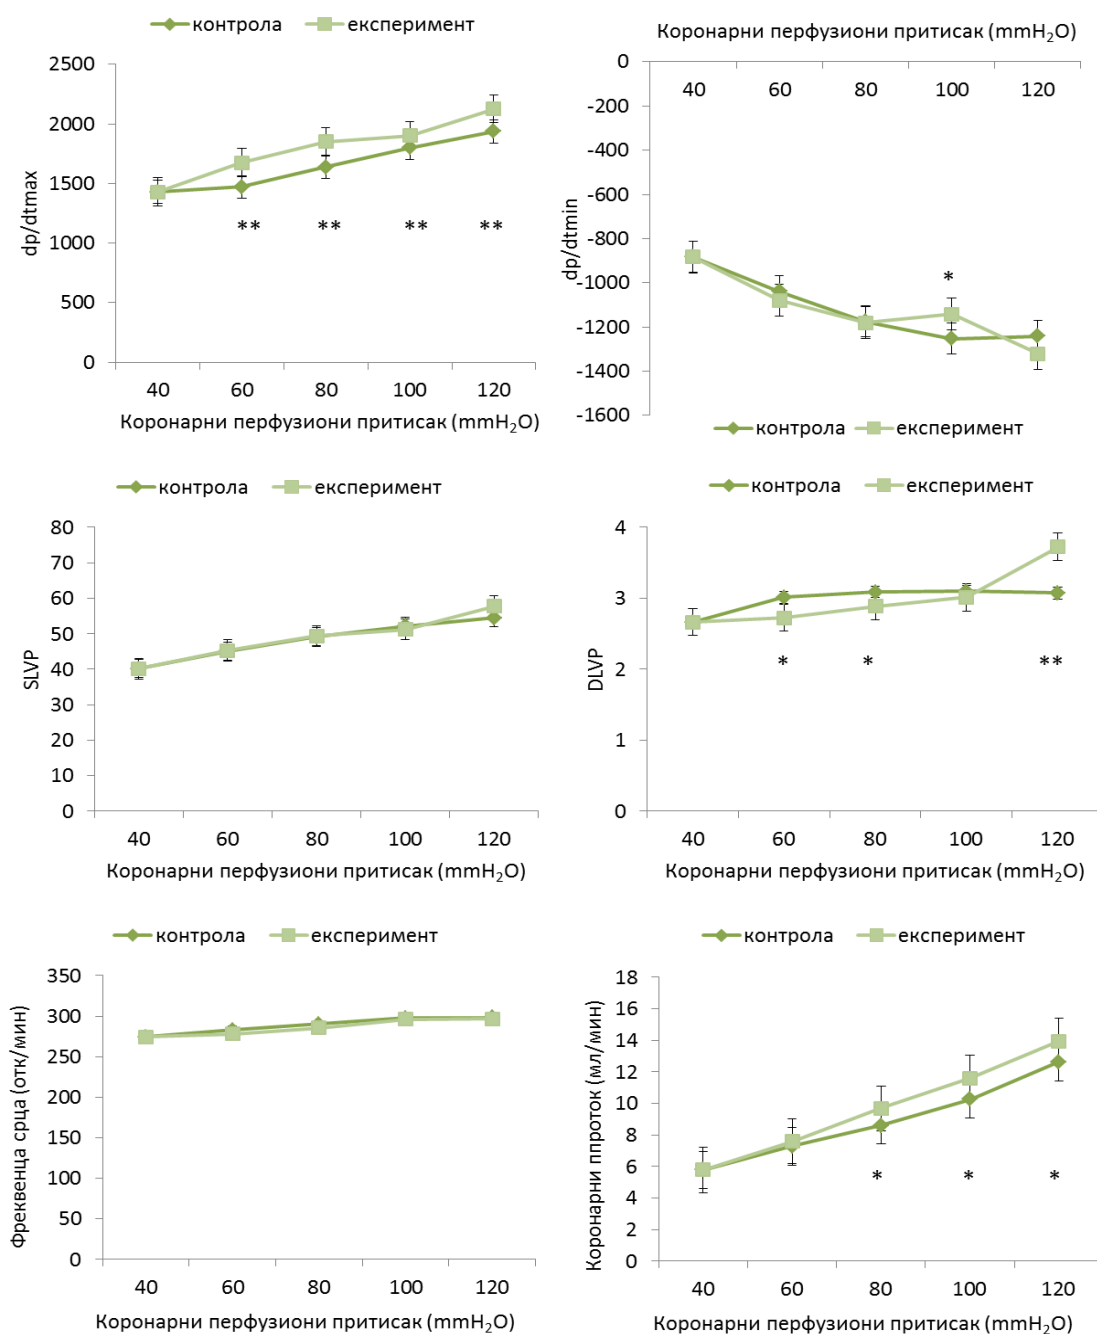 контрола эксперимент
2500
2000
1500
1000
500
0
dp/dtmax
** ** ** **
40 60 80 100 120
Коронарни перфузиони притисак (mmH₂O)
Коронарни перфузиони притисак (mmH₂O)
0
-200
-400
-600
-800
-1000
-1200
-1400
-1600
dp/dtmin
40 60 80 100 120
*
контрола експеримент
контрола експеримент
80
70
60
50
40
30
20
10
0
SLVP
40 60 80 100 120
Коронарни перфузиони притисак (mmH₂O)
контрола експеримент
4
3
2
1
0
DLVP
* * **
40 60 80 100 120
Коронарни перфузиони притисак (mmH₂O)
контрола експеримент
350
300
250
200
150
100
50
0
Фреквенца срца (отк/мин)
40 60 80 100 120
Коронарни перфузиони притисак (mmH₂O)
контрола експеримент
18
16
14
12
10
8
6
4
2
0
Коронарни ппроток (мл/мин)
* * *
40 60 80 100 120
Коронарни перфузиони притисак (mmH₂O)